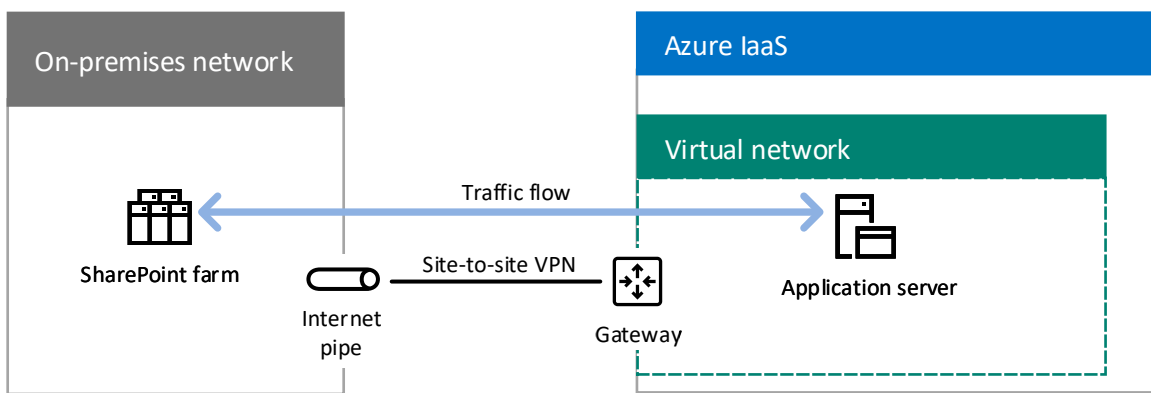 On-premises network
Azure IaaS
Virtual network
Traffic flow
SharePoint farm
Site-to-site VPN
Application server
Internet
pipe
Gateway